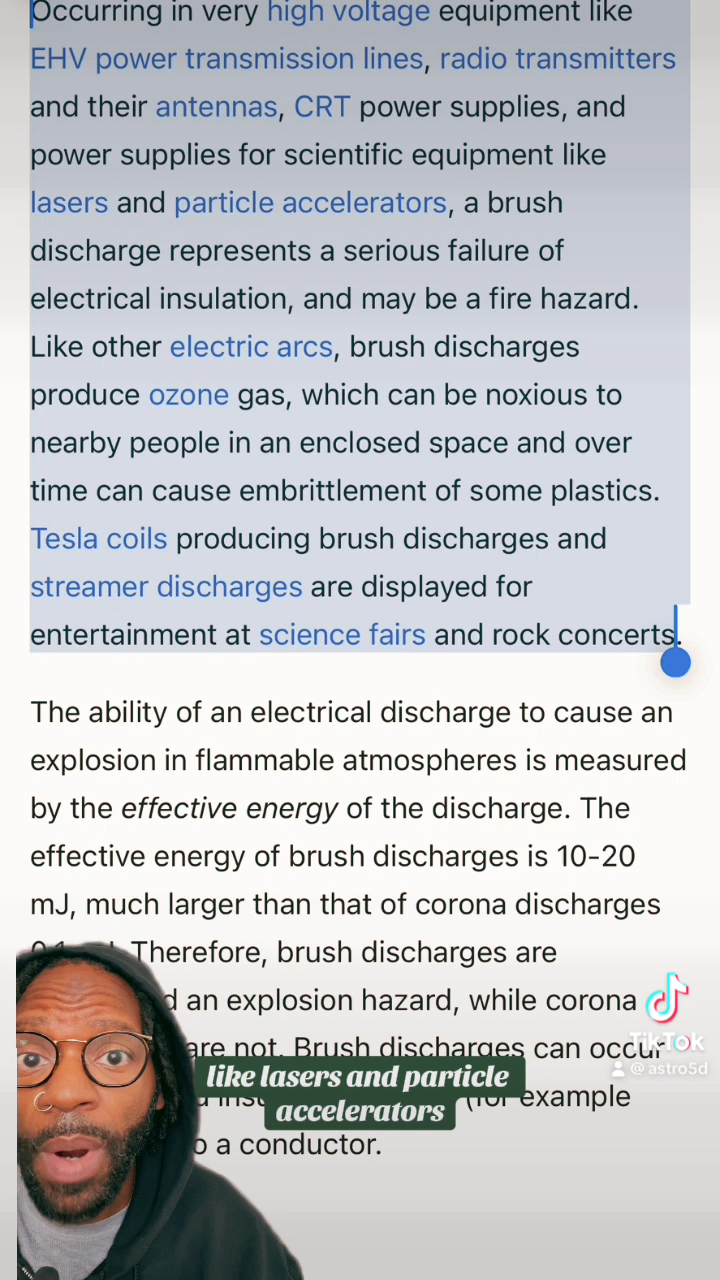 Occurring in very high voltage equipment like
EHV power transmission lines, radio transmitters
and their antennas, CRT power supplies, and
power supplies for scientific equipment like
lasers and particle accelerators, a brush
discharge represents a serious failure of
electrical insulation, and may be a fire hazard.
Like other electric arcs, brush discharges
produce ozone gas, which can be noxious to
nearby people in an enclosed space and over
time can cause embrittlement of some plastics.
Tesla coils producing brush discharges and
streamer discharges are displayed for
entertainment at science fairs and rock concerts.
The ability of an electrical discharge to cause an
explosion in flammable atmospheres is measured
by the effective energy of the discharge. The
effective energy of brush discharges is 10-20
mJ, much larger than that of corona discharges
Therefore, brush discharges are
an explosion hazard, while corona
are not. Brush discharges can occur
(for example
a conductor.
like lasers and particle
accelerators
TikTok
@astro5d